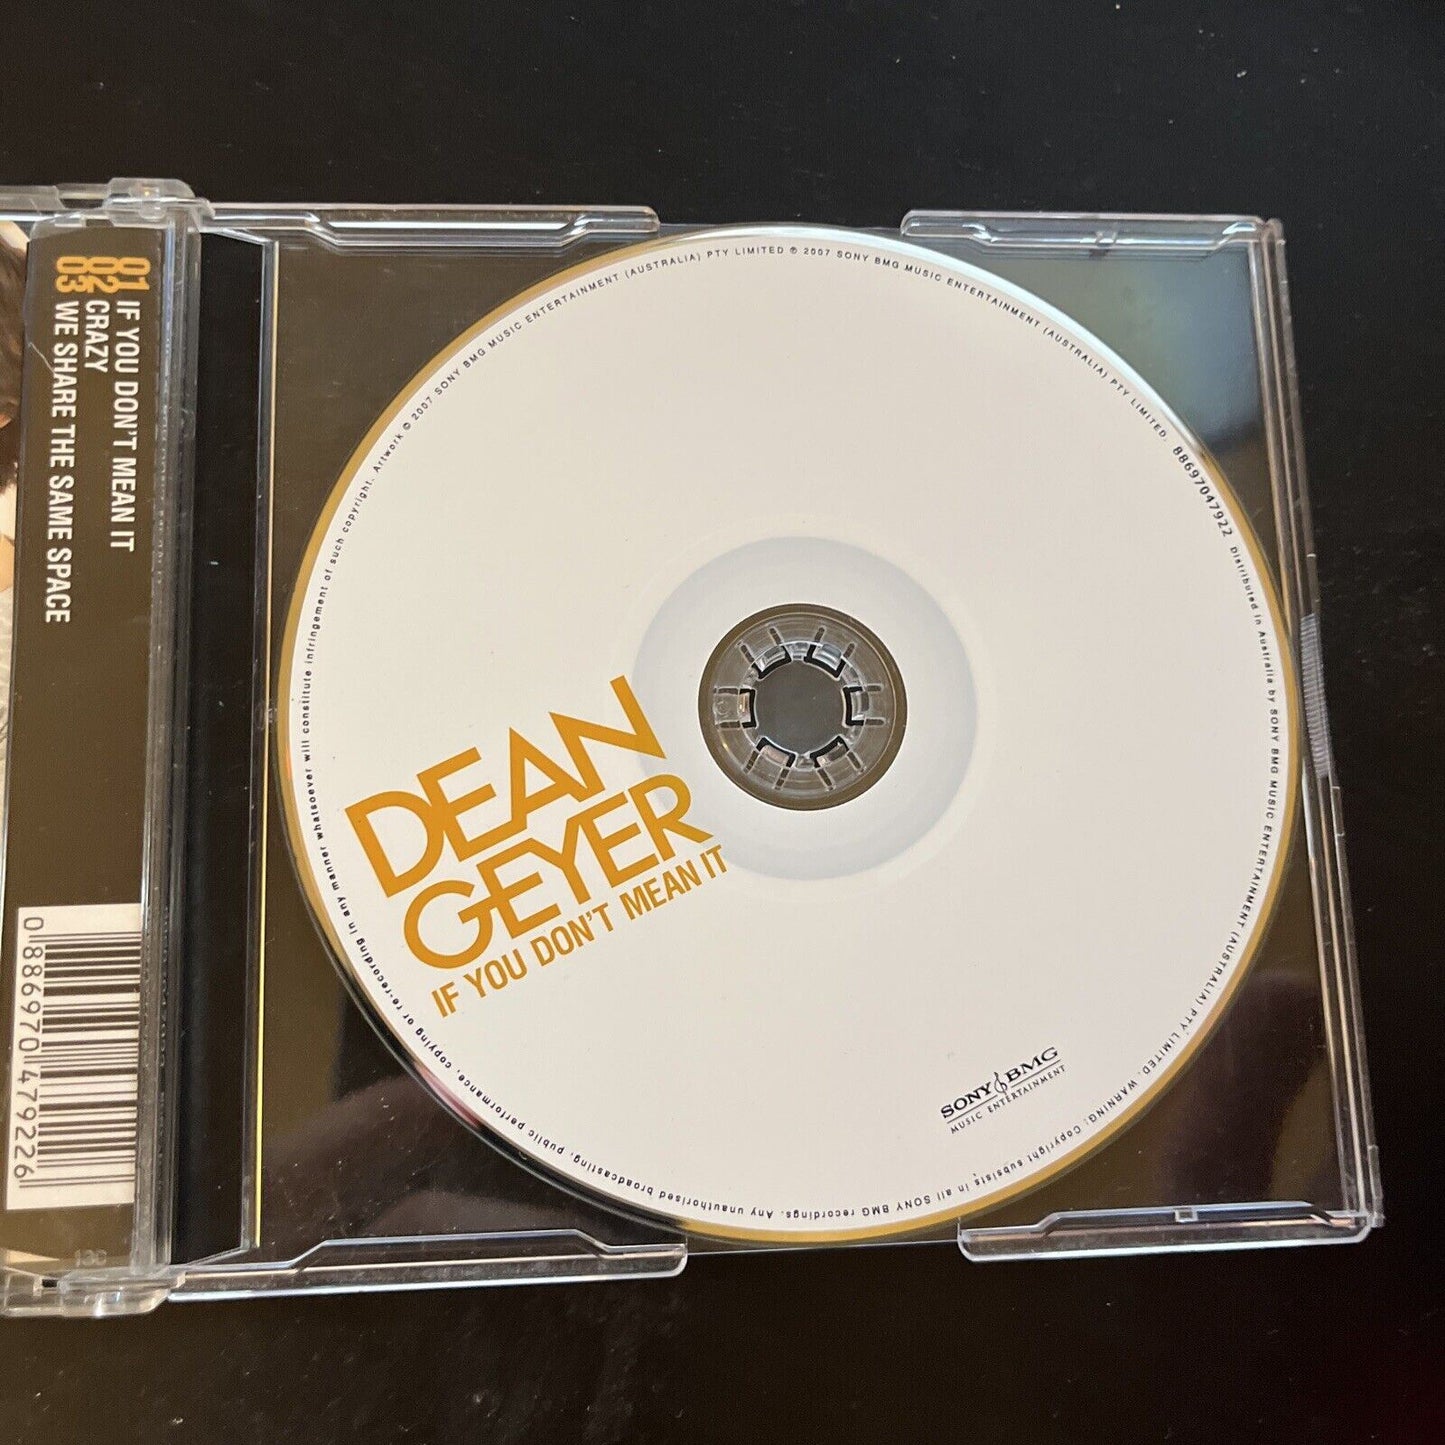 01 IF YOU DON'T MEAN IT
02 CRAZY
03 WE SHARE THE SAME SPACE
0 886970 479226
DEAN
GEYER
IF YOU DON'T MEAN IT
SONY BMG
MUSIC ENTERTAINMENT
Artwork © 2007 SONY BMG MUSIC ENTERTAINMENT (AUSTRALIA) PTY LIMITED ℗ 2007 SONY BMG MUSIC ENTERTAINMENT (AUSTRALIA) PTY LIMITED. 88697047922 Distributed in Australia by SONY BMG MUSIC ENTERTAINMENT (AUSTRALIA) PTY LIMITED. WARNING: Copyright subsists in all SONY BMG recordings. Any unauthorised broadcasting, public performance, copying or re-recording in any manner whatsoever will constitute infringement of such copyright.